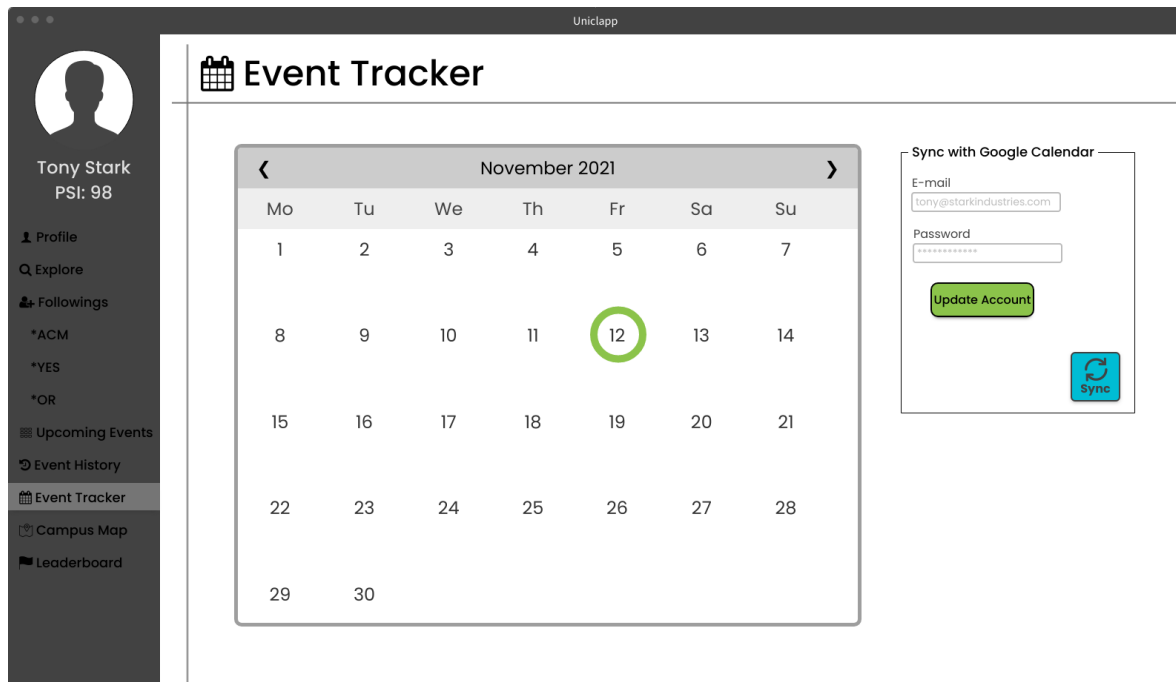 Uniclapp
Tony Stark
PSI: 98
Profile
Explore
Followings
*ACM
*YES
*OR
Upcoming Events
Event History
Event Tracker
Campus Map
Leaderboard
Event Tracker
November 2021
Mo Tu We Th Fr Sa Su
1 2 3 4 5 6 7
8 9 10 11 12 13 14
15 16 17 18 19 20 21
22 23 24 25 26 27 28
29 30
Sync with Google Calendar
E-mail
tony@starkindustries.com
Password
************
Update Account
Sync